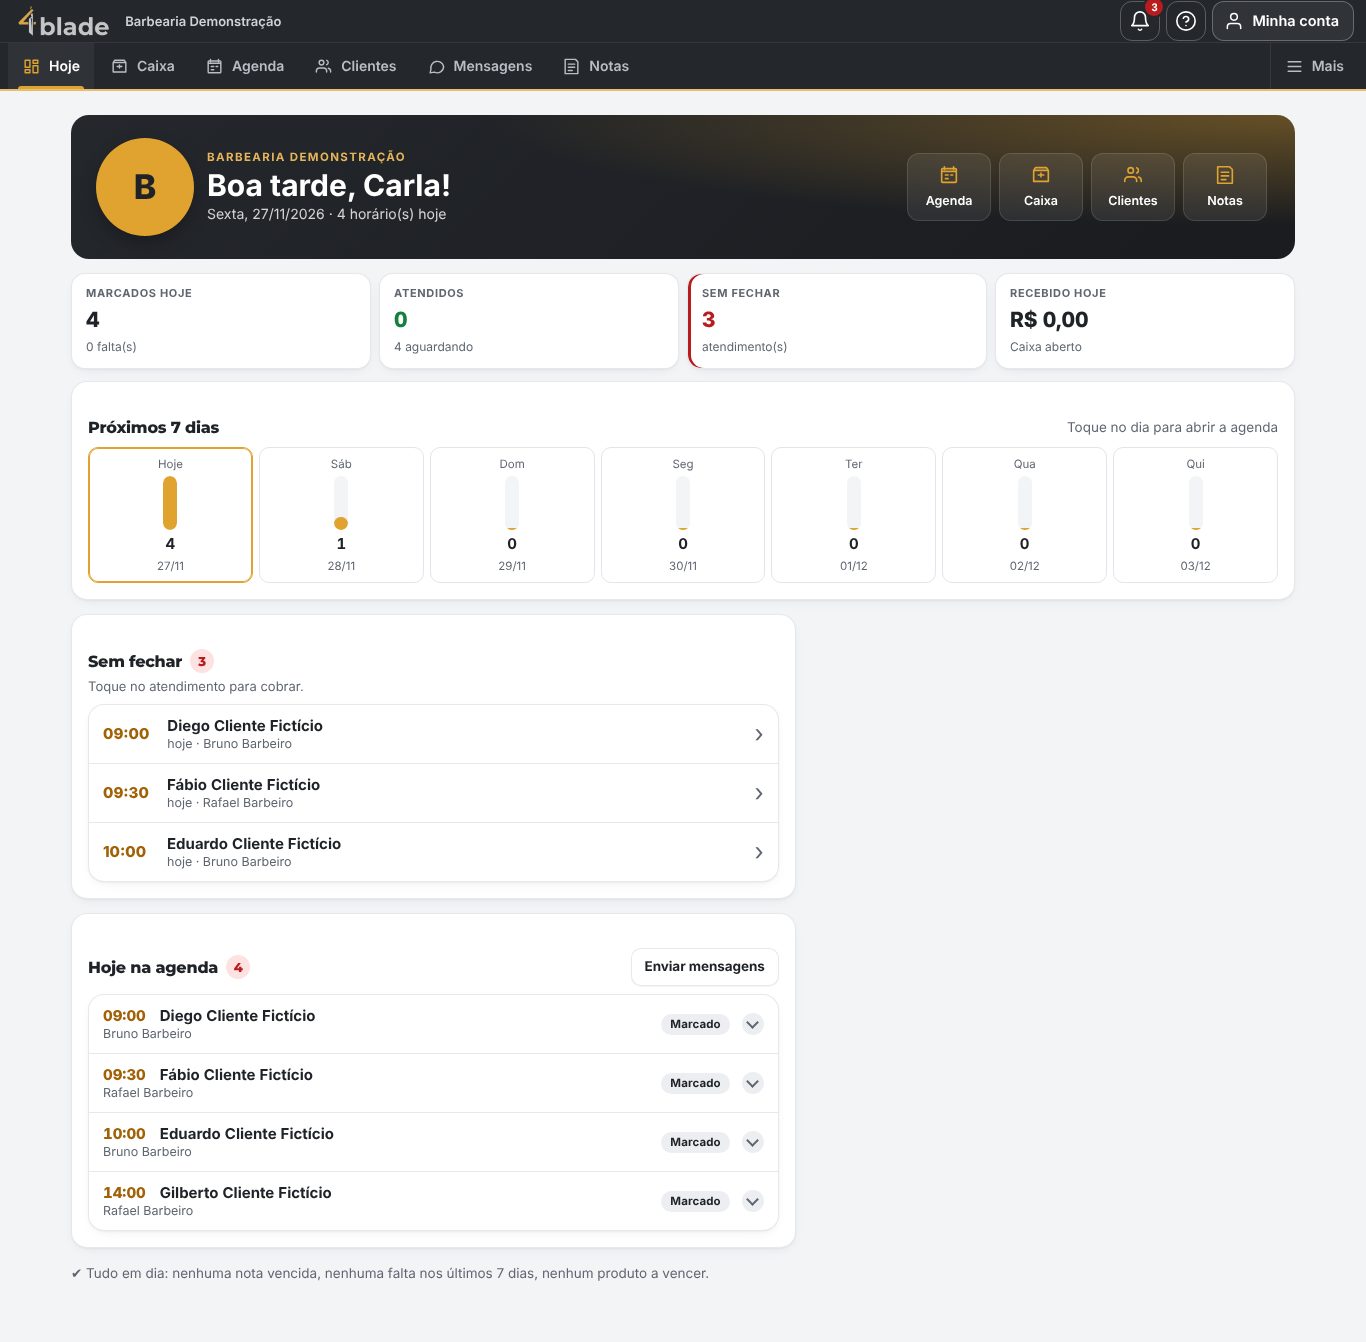 4blade
Barbearia Demonstração
3
Minha conta
Hoje
Caixa
Agenda
Clientes
Mensagens
Notas
Mais
B
BARBEARIA DEMONSTRAÇÃO
Boa tarde, Carla!
Sexta, 27/11/2026 · 4 horário(s) hoje
Agenda
Caixa
Clientes
Notas
MARCADOS HOJE
4
0 falta(s)
ATENDIDOS
0
4 aguardando
SEM FECHAR
3
atendimento(s)
RECEBIDO HOJE
R$ 0,00
Caixa aberto
Próximos 7 dias
Toque no dia para abrir a agenda
Hoje
4
27/11
Sáb
1
28/11
Dom
0
29/11
Seg
0
30/11
Ter
0
01/12
Qua
0
02/12
Qui
0
03/12
Sem fechar 3
Toque no atendimento para cobrar.
09:00 Diego Cliente Fictício
hoje · Bruno Barbeiro
09:30 Fábio Cliente Fictício
hoje · Rafael Barbeiro
10:00 Eduardo Cliente Fictício
hoje · Bruno Barbeiro
Hoje na agenda 4
Enviar mensagens
09:00 Diego Cliente Fictício
Bruno Barbeiro
Marcado
09:30 Fábio Cliente Fictício
Rafael Barbeiro
Marcado
10:00 Eduardo Cliente Fictício
Bruno Barbeiro
Marcado
14:00 Gilberto Cliente Fictício
Rafael Barbeiro
Marcado
✔ Tudo em dia: nenhuma nota vencida, nenhuma falta nos últimos 7 dias, nenhum produto a vencer.